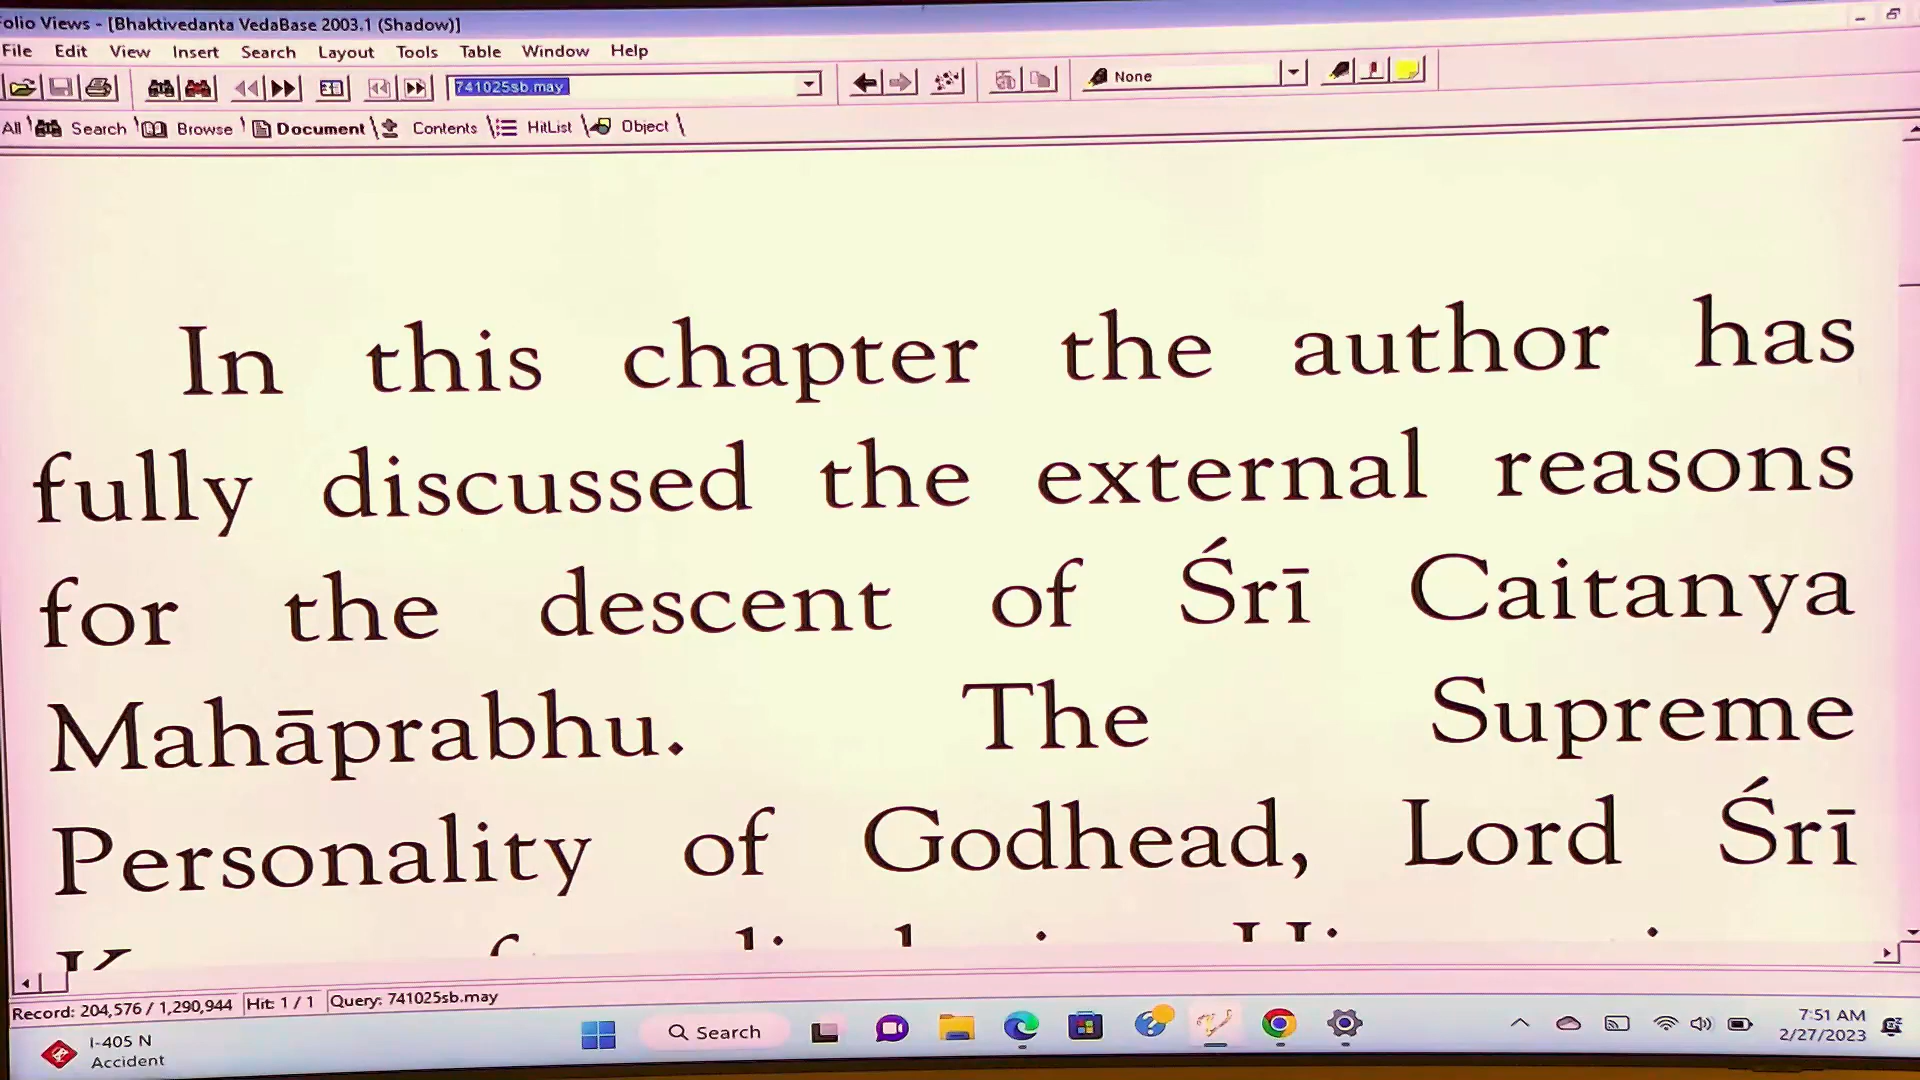 olio Views - [Bhaktivedanta VedaBase 2003.1 (Shadow)]
File Edit View Insert Search Layout Tools Table Window Help
741025sb.may
None
All Search Browse Document Contents HitList Object
In this chapter the author has
fully discussed the external reasons
for the descent of Śrī Caitanya
Mahāprabhu. The Supreme
Personality of Godhead, Lord Śrī
Record: 204,576 / 1,290,944 Hit: 1 / 1 Query: 741025sb.may
I-405 N
Accident
Search
7:51 AM
2/27/2023